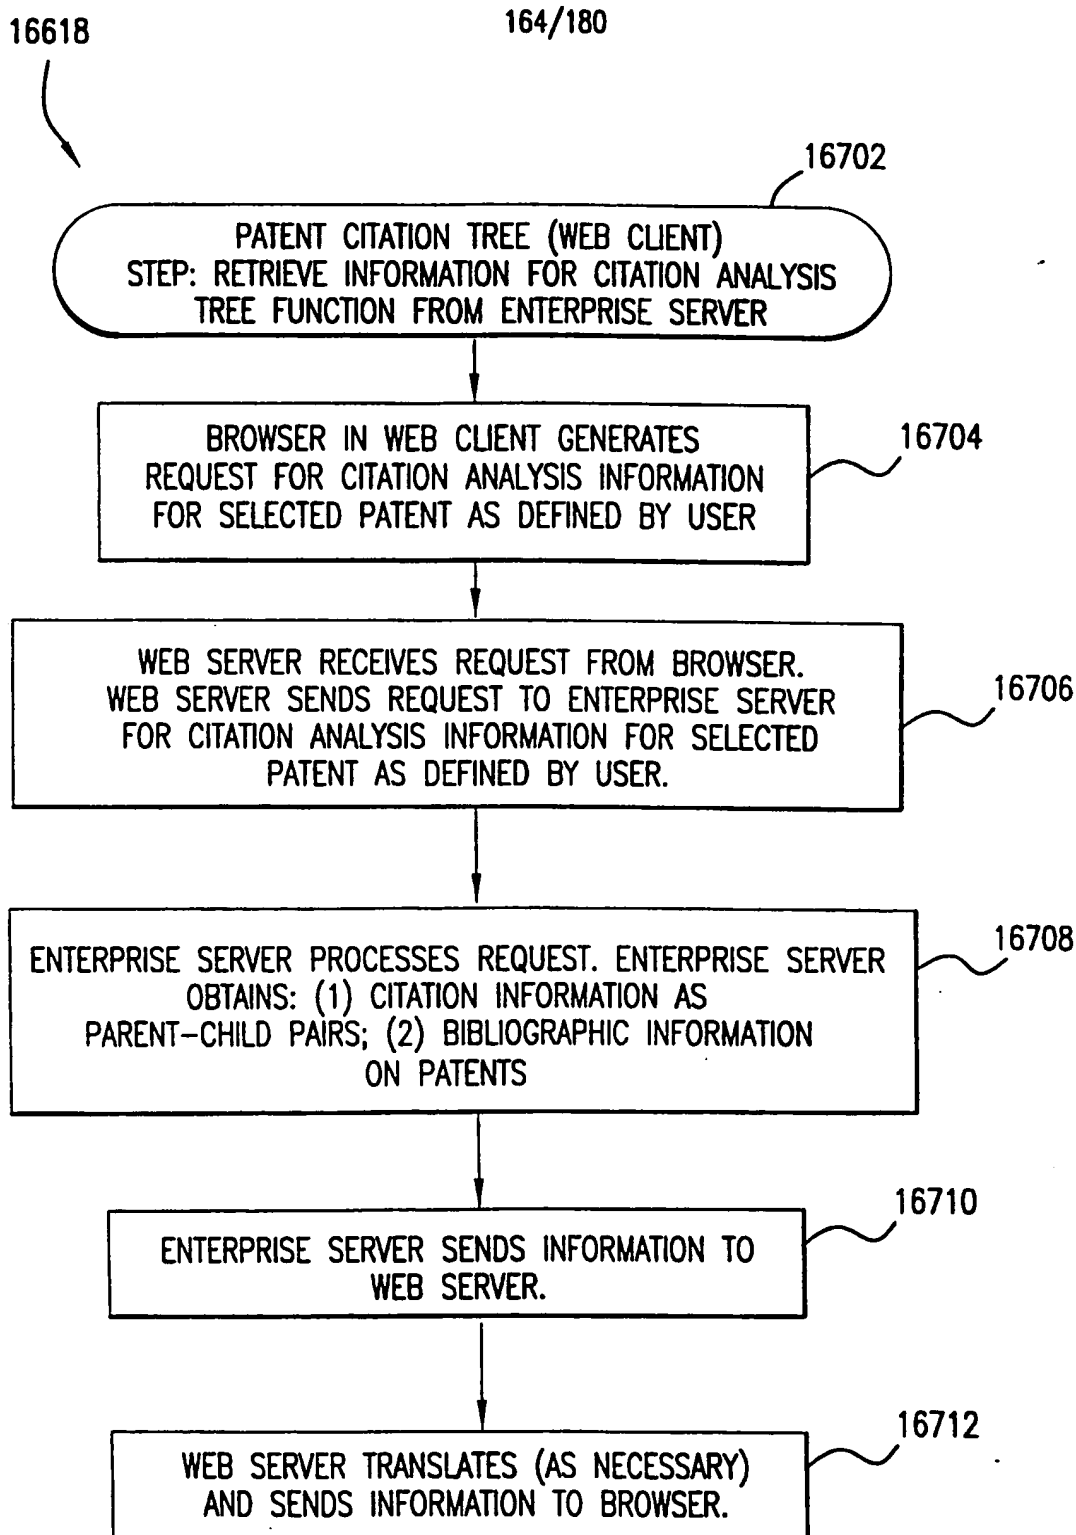 16618
164/180
16702
PATENT CITATION TREE (WEB CLIENT)
STEP: RETRIEVE INFORMATION FOR CITATION ANALYSIS
TREE FUNCTION FROM ENTERPRISE SERVER
BROWSER IN WEB CLIENT GENERATES
REQUEST FOR CITATION ANALYSIS INFORMATION
FOR SELECTED PATENT AS DEFINED BY USER
16704
WEB SERVER RECEIVES REQUEST FROM BROWSER.
WEB SERVER SENDS REQUEST TO ENTERPRISE SERVER
FOR CITATION ANALYSIS INFORMATION FOR SELECTED
PATENT AS DEFINED BY USER.
16706
ENTERPRISE SERVER PROCESSES REQUEST. ENTERPRISE SERVER
OBTAINS: (1) CITATION INFORMATION AS
PARENT-CHILD PAIRS; (2) BIBLIOGRAPHIC INFORMATION
ON PATENTS
16708
ENTERPRISE SERVER SENDS INFORMATION TO
WEB SERVER.
16710
WEB SERVER TRANSLATES (AS NECESSARY)
AND SENDS INFORMATION TO BROWSER.
16712